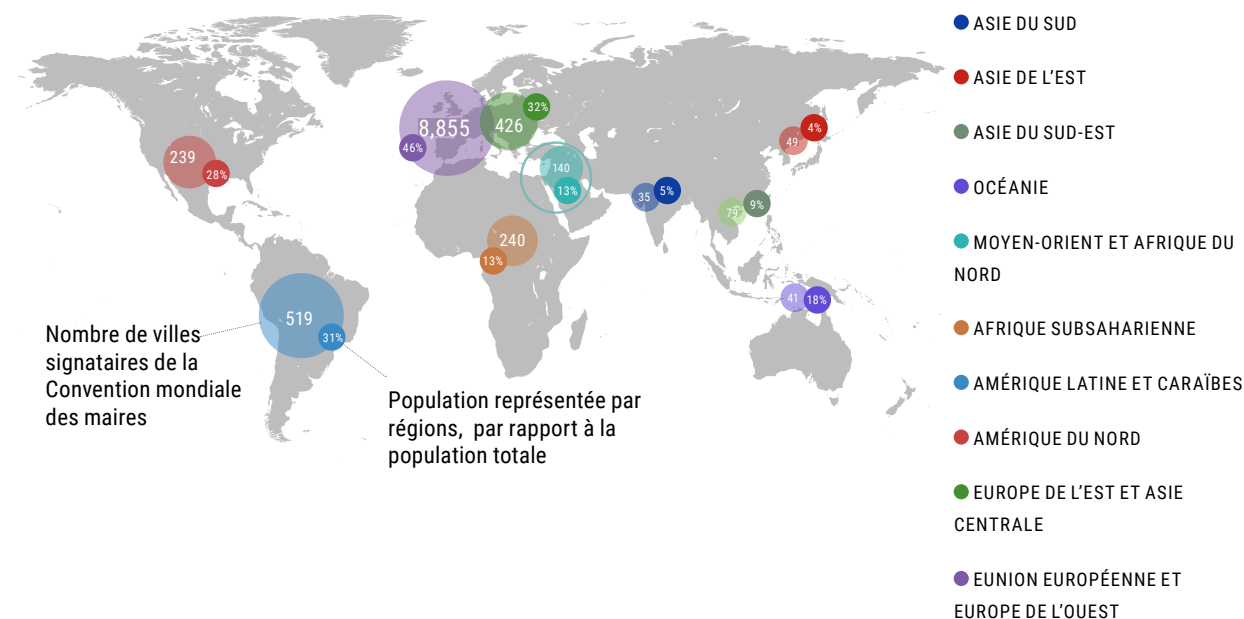 8,855
46%
426
32%
239
28%
140
13%
35
5%
49
4%
79
9%
240
13%
41
18%
519
31%
Nombre de villes
signataires de la
Convention mondiale
des maires
Population représentée par
régions, par rapport à la
population totale
ASIE DU SUD
ASIE DE L'EST
ASIE DU SUD-EST
OCÉANIE
MOYEN-ORIENT ET AFRIQUE DU
NORD
AFRIQUE SUBSAHARIENNE
AMÉRIQUE LATINE ET CARAÏBES
AMÉRIQUE DU NORD
EUROPE DE L'EST ET ASIE
CENTRALE
EUNION EUROPÉENNE ET
EUROPE DE L'OUEST